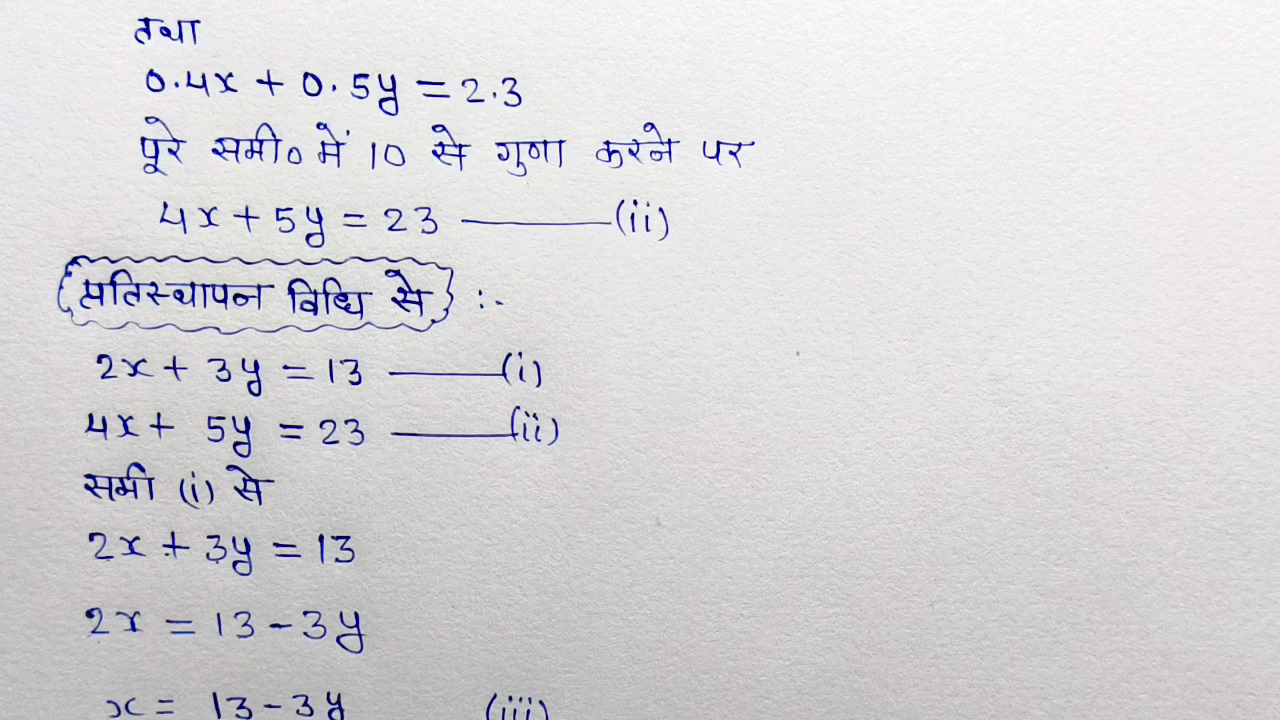 तथा
0.4x + 0.5y = 2.3
पूरे समी० में 10 से गुणा करने पर
4x + 5y = 23 ———(ii)
{प्रतिस्थापन विधि से} :-
2x + 3y = 13 ———(i)
4x + 5y = 23 ———(ii)
समी (i) से
2x + 3y = 13
2x = 13 - 3y
x = 13 - 3y (iii)